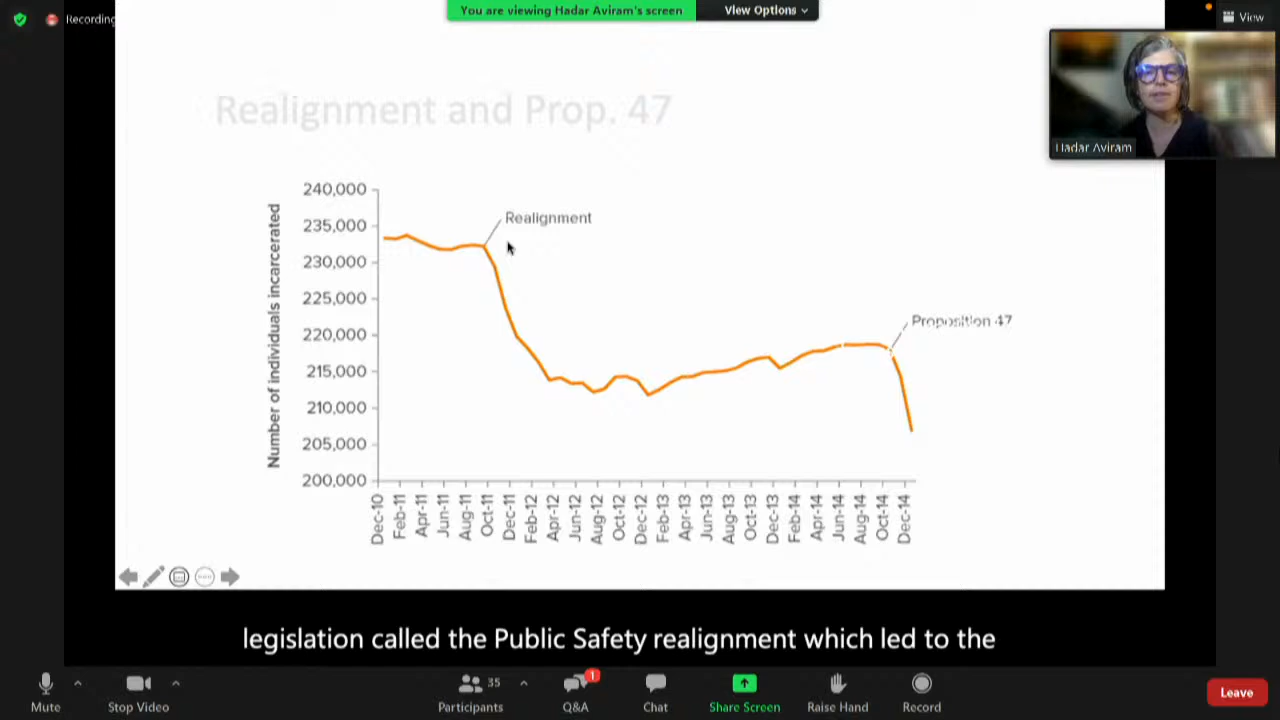 Recording
You are viewing Hadar Aviram's screen
View Options
View
Realignment and Prop. 47
Hadar Aviram
Number of individuals incarcerated
240,000
235,000
230,000
225,000
220,000
215,000
210,000
205,000
200,000
Realignment
Proposition 47
Dec-10
Feb-11
Apr-11
Jun-11
Aug-11
Oct-11
Dec-11
Feb-12
Apr-12
Jun-12
Aug-12
Oct-12
Dec-12
Feb-13
Apr-13
Jun-13
Aug-13
Oct-13
Dec-13
Feb-14
Apr-14
Jun-14
Aug-14
Oct-14
Dec-14
legislation called the Public Safety realignment which led to the
Mute
Stop Video
Participants
35
Q&A
1
Chat
Share Screen
Raise Hand
Record
Leave